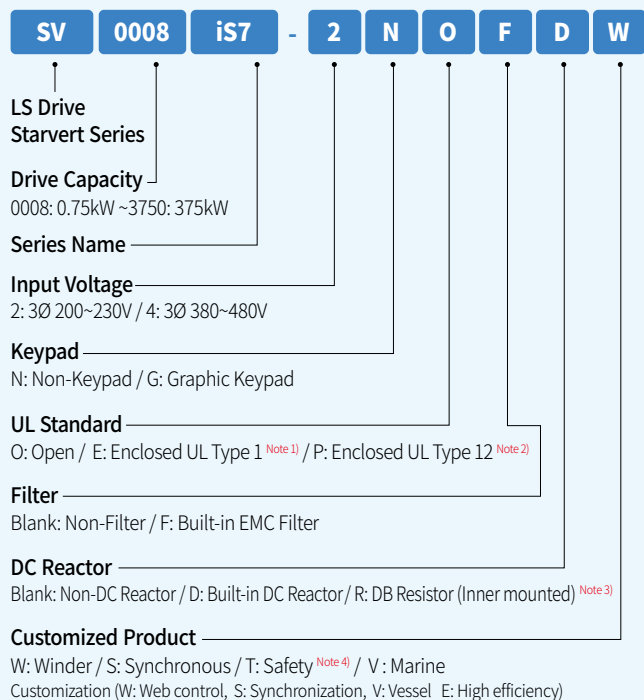 SV 0008 iS7 - 2 N O F D W
LS Drive
Starvert Series
Drive Capacity
0008: 0.75kW ~3750: 375kW
Series Name
Input Voltage
2: 3Ø 200~230V / 4: 3Ø 380~480V
Keypad
N: Non-Keypad / G: Graphic Keypad
UL Standard
O: Open / E: Enclosed UL Type 1 Note 1) / P: Enclosed UL Type 12 Note 2)
Filter
Blank: Non-Filter / F: Built-in EMC Filter
DC Reactor
Blank: Non-DC Reactor / D: Built-in DC Reactor / R: DB Resistor (Inner mounted) Note 3)
Customized Product
W: Winder / S: Synchronous / T: Safety Note 4) / V : Marine
Customization (W: Web control, S: Synchronization, V: Vessel E: High efficiency)